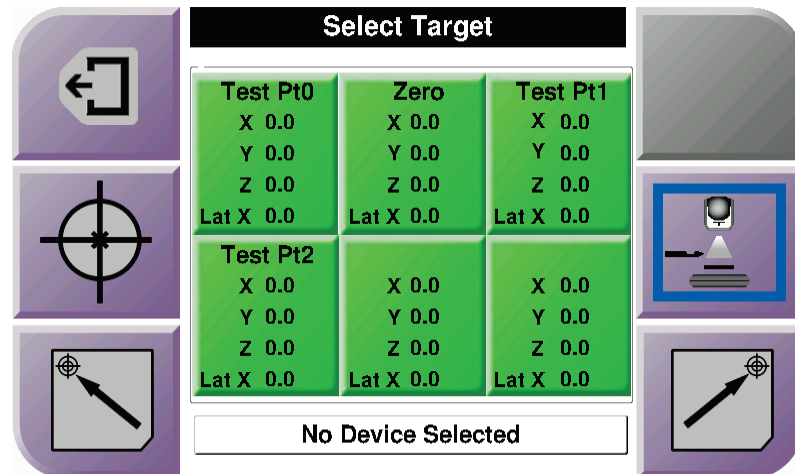 Select Target
Test Pt0 Zero Test Pt1
X 0.0 X 0.0 X 0.0
Y 0.0 Y 0.0 Y 0.0
Z 0.0 Z 0.0 Z 0.0
Lat X 0.0 Lat X 0.0 Lat X 0.0
Test Pt2
X 0.0 X 0.0 X 0.0
Y 0.0 Y 0.0 Y 0.0
Z 0.0 Z 0.0 Z 0.0
Lat X 0.0 Lat X 0.0 Lat X 0.0
No Device Selected